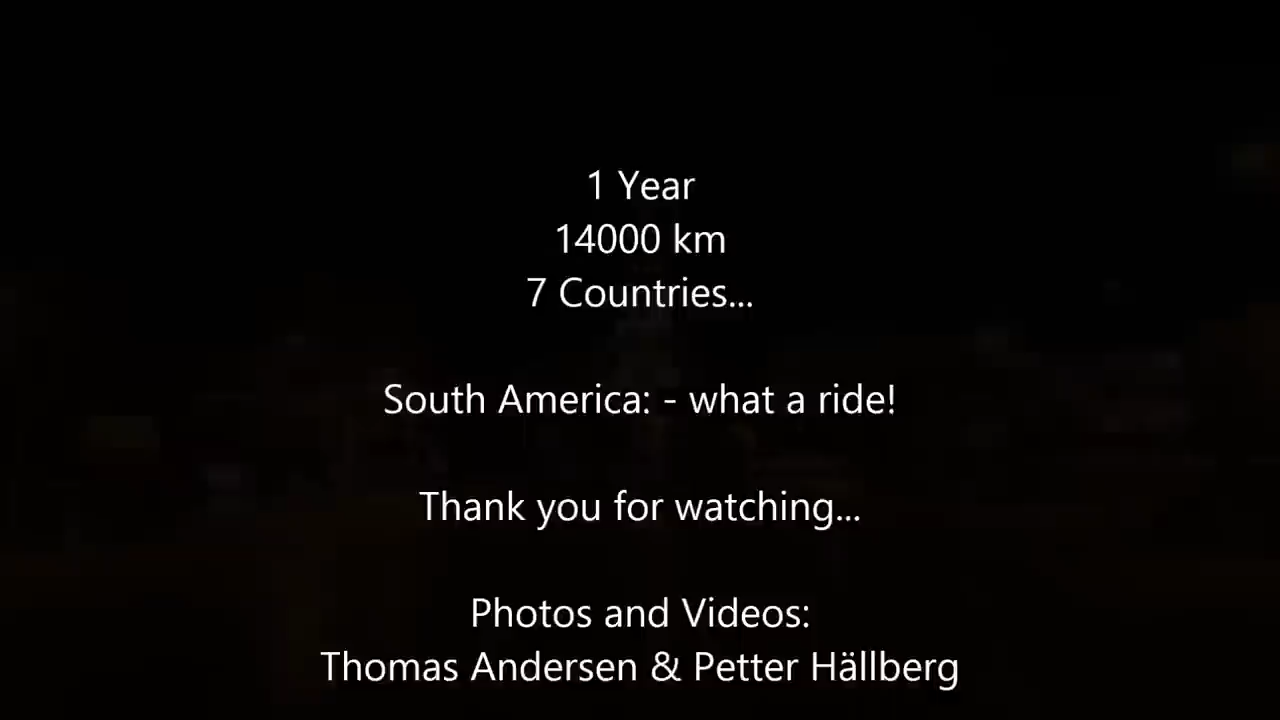 1 Year
14000 km
7 Countries...
South America: - what a ride!
Thank you for watching...
Photos and Videos:
Thomas Andersen & Petter Hällberg